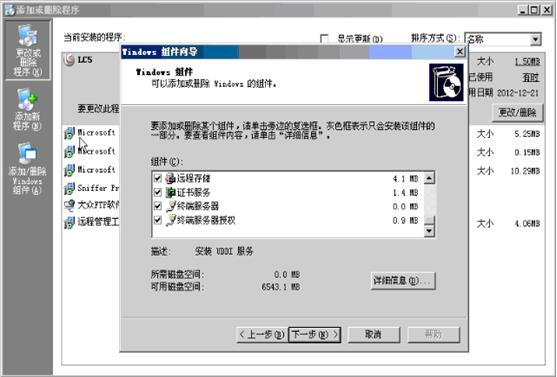 添加或删除程序
更改或删除程序(R)
添加新程序(N)
添加/删除Windows组件(A)
当前安装的程序:
显示更新(D)
排序方式(S):
名称
LC5
大小 1.50MB
已使用 有时
用日期 2012-12-21
要更改此程
更改/删除
Microsoft
大小 5.25MB
Microsoft
大小 0.15MB
Microsoft
大小 10.29MB
Sniffer Pr
大众FTP软件
远程管理工
大小 4.06MB
Windows 组件向导
Windows 组件
可以添加或删除 Windows 的组件。
要添加或删除某个组件,请单击旁边的复选框。灰色框表示只会安装该组件的
一部分。要查看组件内容,请单击“详细信息”。
组件(C):
远程存储 4.1 MB
证书服务 1.4 MB
终端服务器 0.0 MB
终端服务器授权 0.9 MB
描述: 安装 UDDI 服务
所需磁盘空间: 0.0 MB
可用磁盘空间: 6543.1 MB
详细信息(D)...
< 上一步(B)
下一步(N) >
取消
帮助